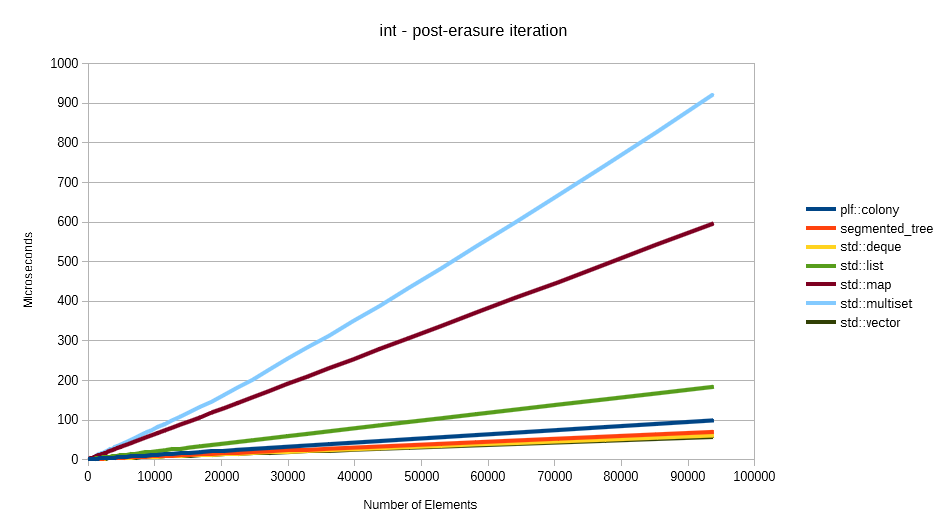 int - post-erasure iteration
1000
900
800
700
600
500
400
300
200
100
0
Microseconds
0 10000 20000 30000 40000 50000 60000 70000 80000 90000 100000
Number of Elements
plf::colony
segmented_tree
std::deque
std::list
std::map
std::multiset
std::vector